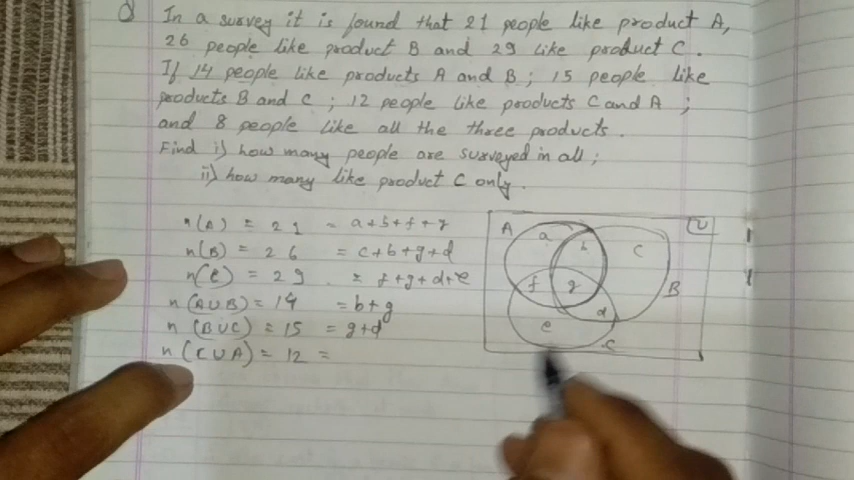 Q In a survey it is found that 21 people like product A,
26 people like product B and 29 like product C.
If 14 people like products A and B ; 15 people like
products B and C ; 12 people like products C and A ;
and 8 people like all the three products.
Find i) how many people are surveyed in all ;
ii) how many like product C only.
n(A) = 21 = a+b+f+g
n(B) = 26 = c+b+g+d
n(C) = 29 = f+g+d+e
n(A∪B) = 14 = b+g
n(B∪C) = 15 = g+d
n(C∪A) = 12 =
U
A a b c
f g B
d
e C